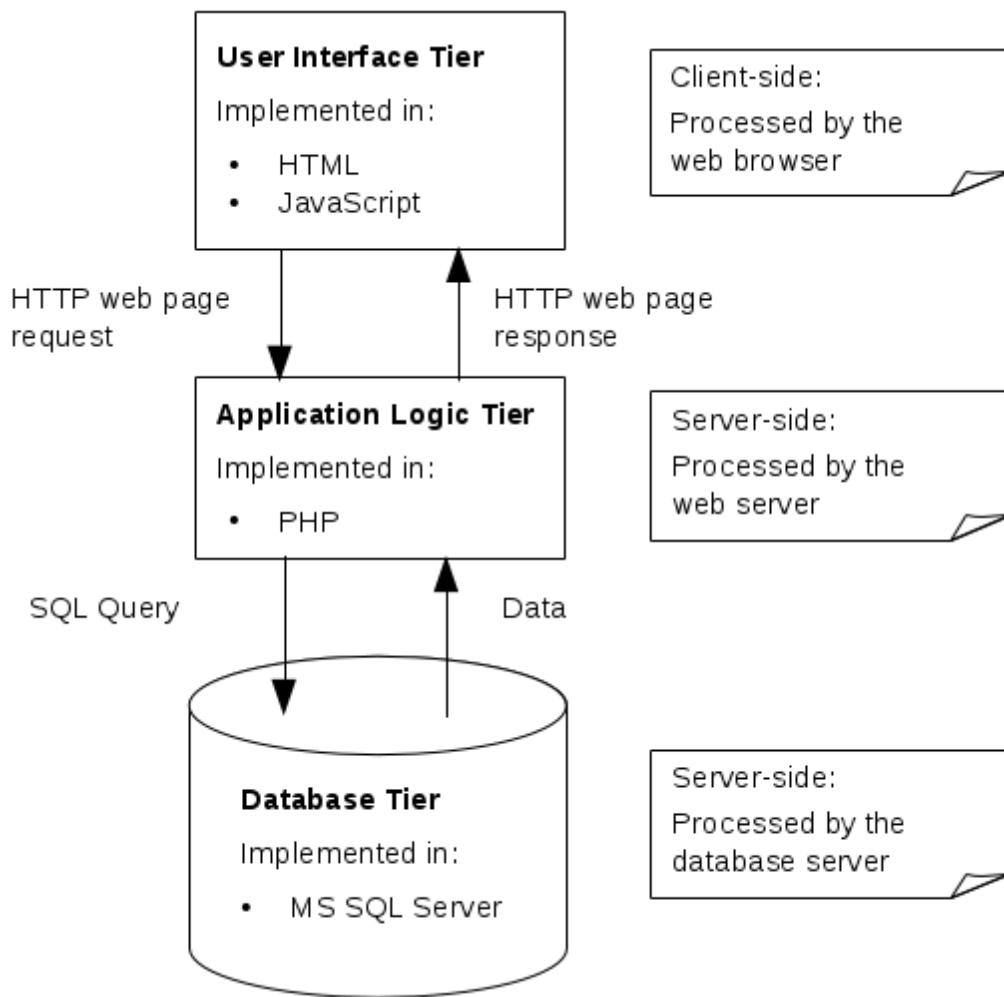 User Interface Tier
Implemented in:
• HTML
• JavaScript
Client-side:
Processed by the
web browser
HTTP web page
request
HTTP web page
response
Application Logic Tier
Implemented in:
• PHP
Server-side:
Processed by the
web server
SQL Query
Data
Database Tier
Implemented in:
• MS SQL Server
Server-side:
Processed by the
database server